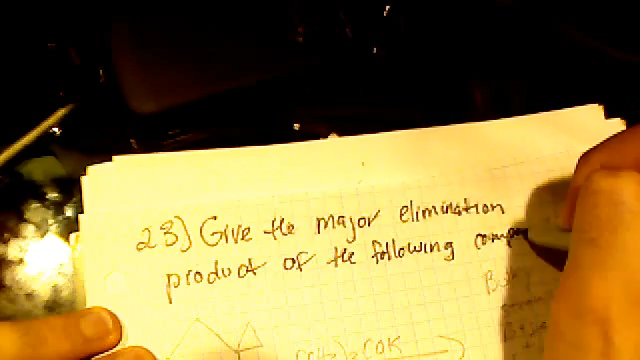 23) Give the major elimination
product of the following
(CH3)3COK